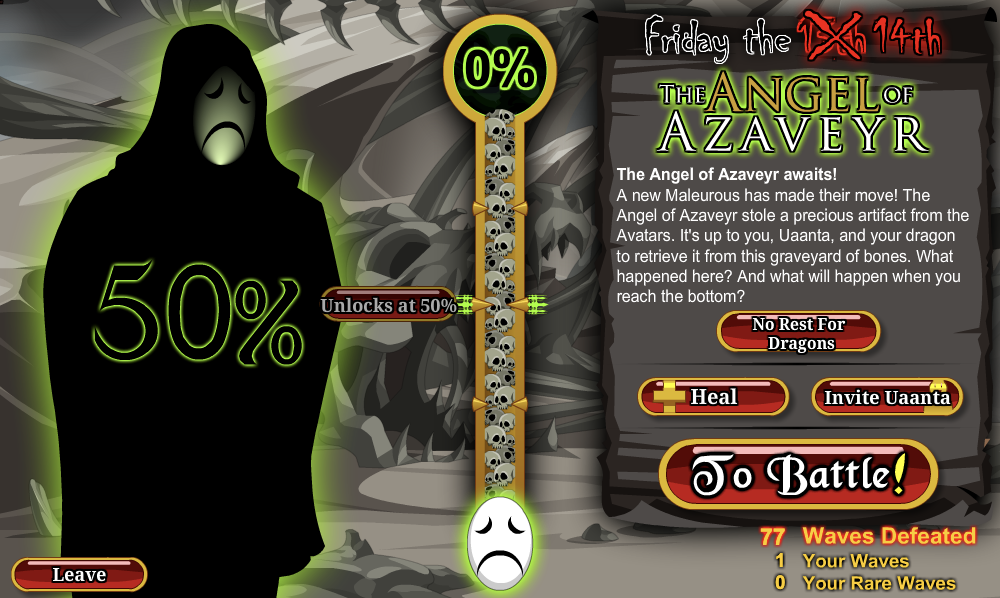 0%
50%
Unlocks at 50%
Leave
Friday the 13th 14th
THE ANGEL OF
AZAVEYR
The Angel of Azaveyr awaits!
A new Maleurous has made their move! The
Angel of Azaveyr stole a precious artifact from the
Avatars. It's up to you, Uaanta, and your dragon
to retrieve it from this graveyard of bones. What
happened here? And what will happen when you
reach the bottom?
No Rest For
Dragons
Heal
Invite Uaanta
To Battle!
77 Waves Defeated
1 Your Waves
0 Your Rare Waves